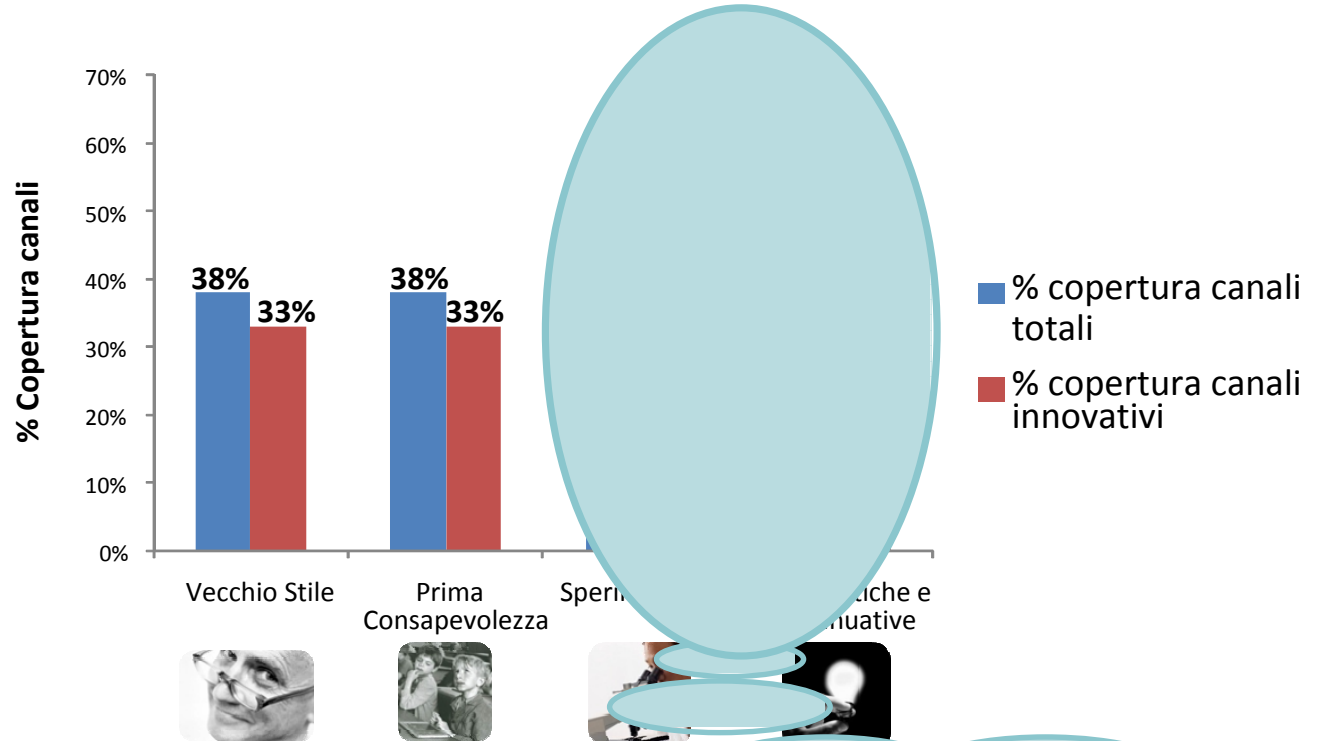 % Copertura canali
70%
60%
50%
40%
30%
20%
10%
0%
38%
33%
38%
33%
Vecchio Stile
Prima
Consapevolezza
% copertura canali
totali
% copertura canali
innovativi